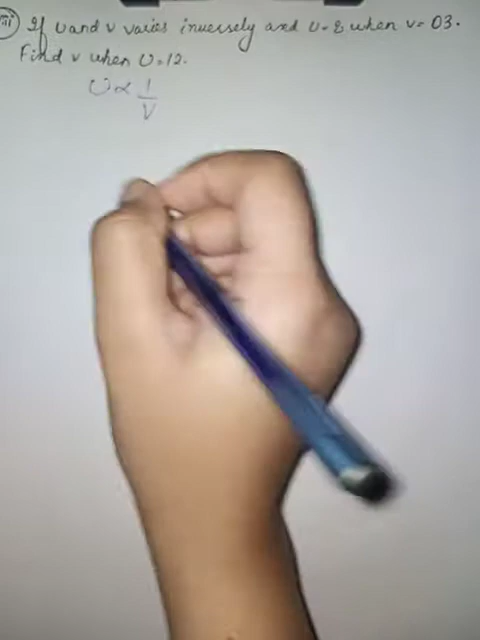 (iii) If U and v varies inversely and U=8 when v=03.
Find v when U=12.
U ∝ 1/V